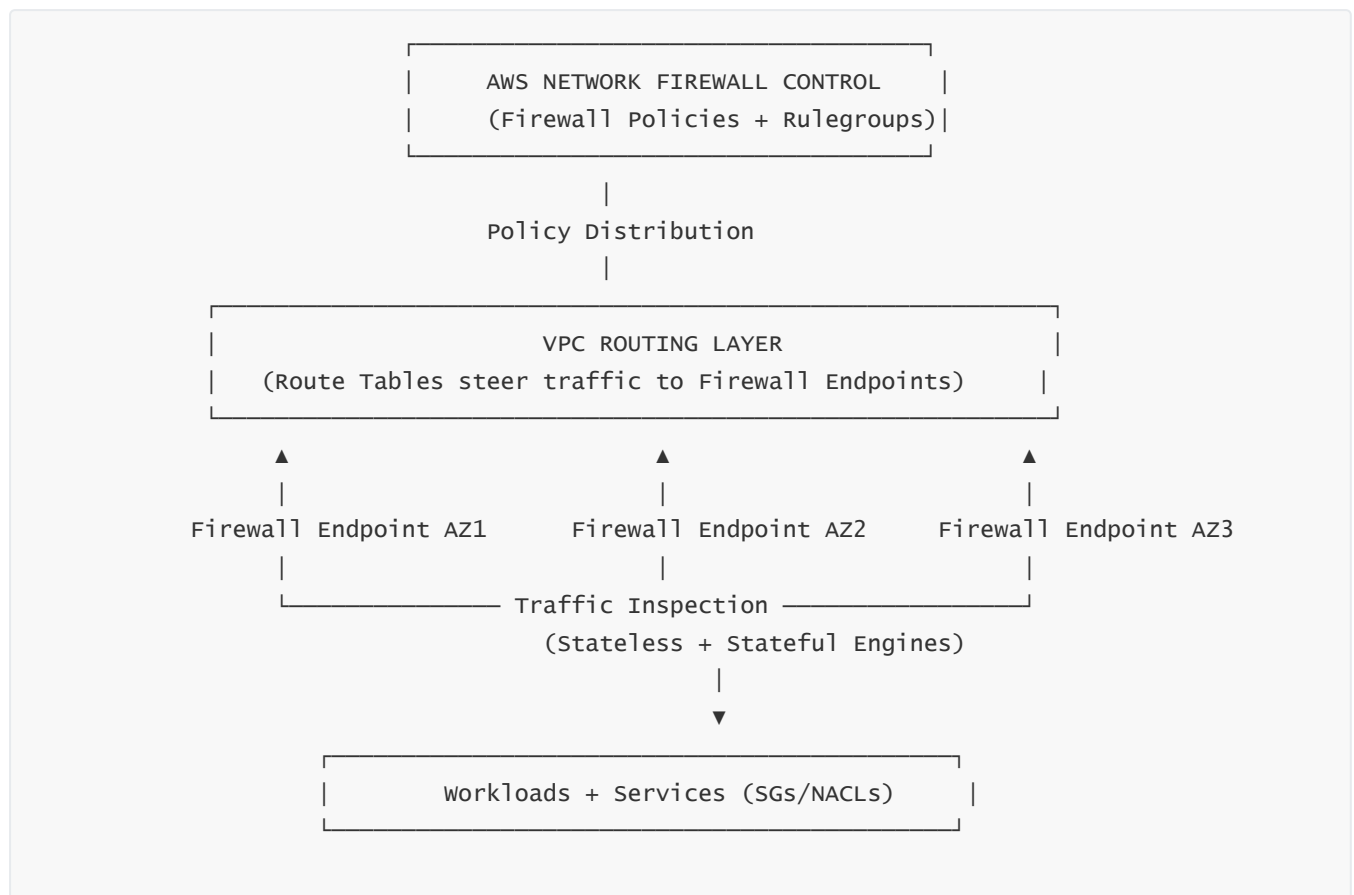 AWS NETWORK FIREWALL CONTROL
(Firewall Policies + Rulegroups)
Policy Distribution
VPC ROUTING LAYER
(Route Tables steer traffic to Firewall Endpoints)
Firewall Endpoint AZ1 Firewall Endpoint AZ2 Firewall Endpoint AZ3
Traffic Inspection
(Stateless + Stateful Engines)
Workloads + Services (SGs/NACLs)